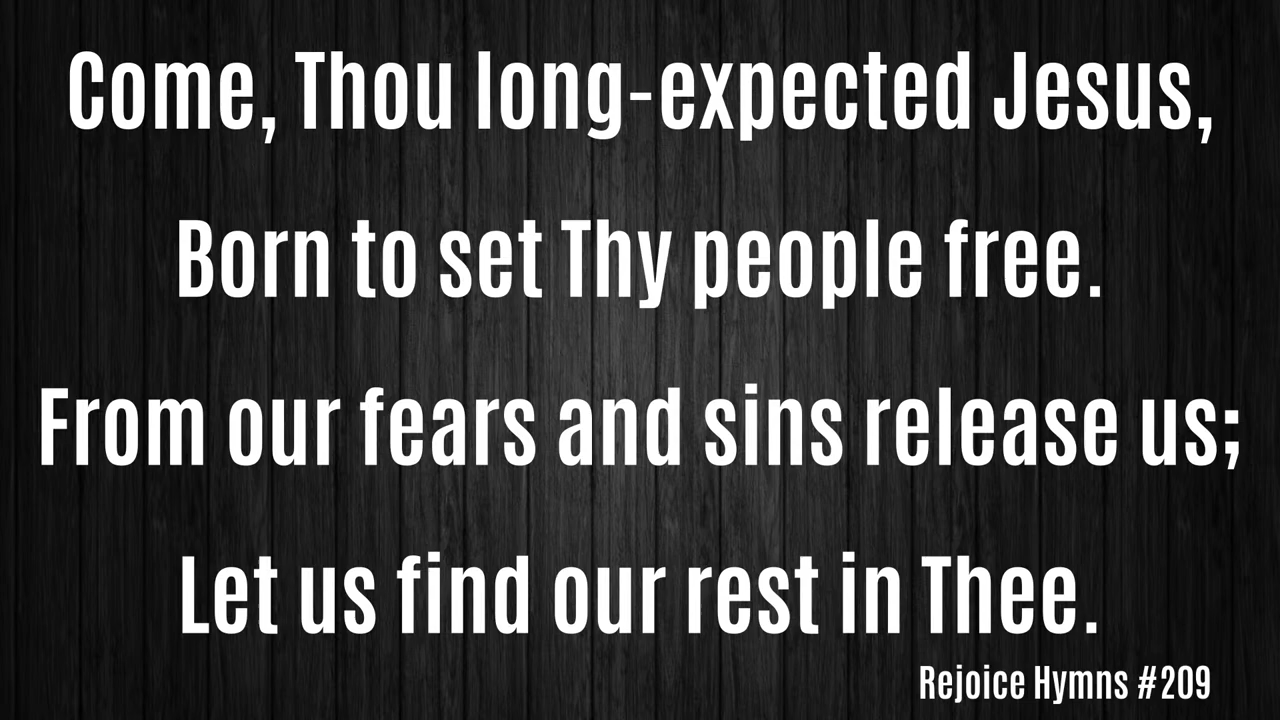 Come, Thou long-expected Jesus,
Born to set Thy people free.
From our fears and sins release us;
Let us find our rest in Thee.
Rejoice Hymns #209